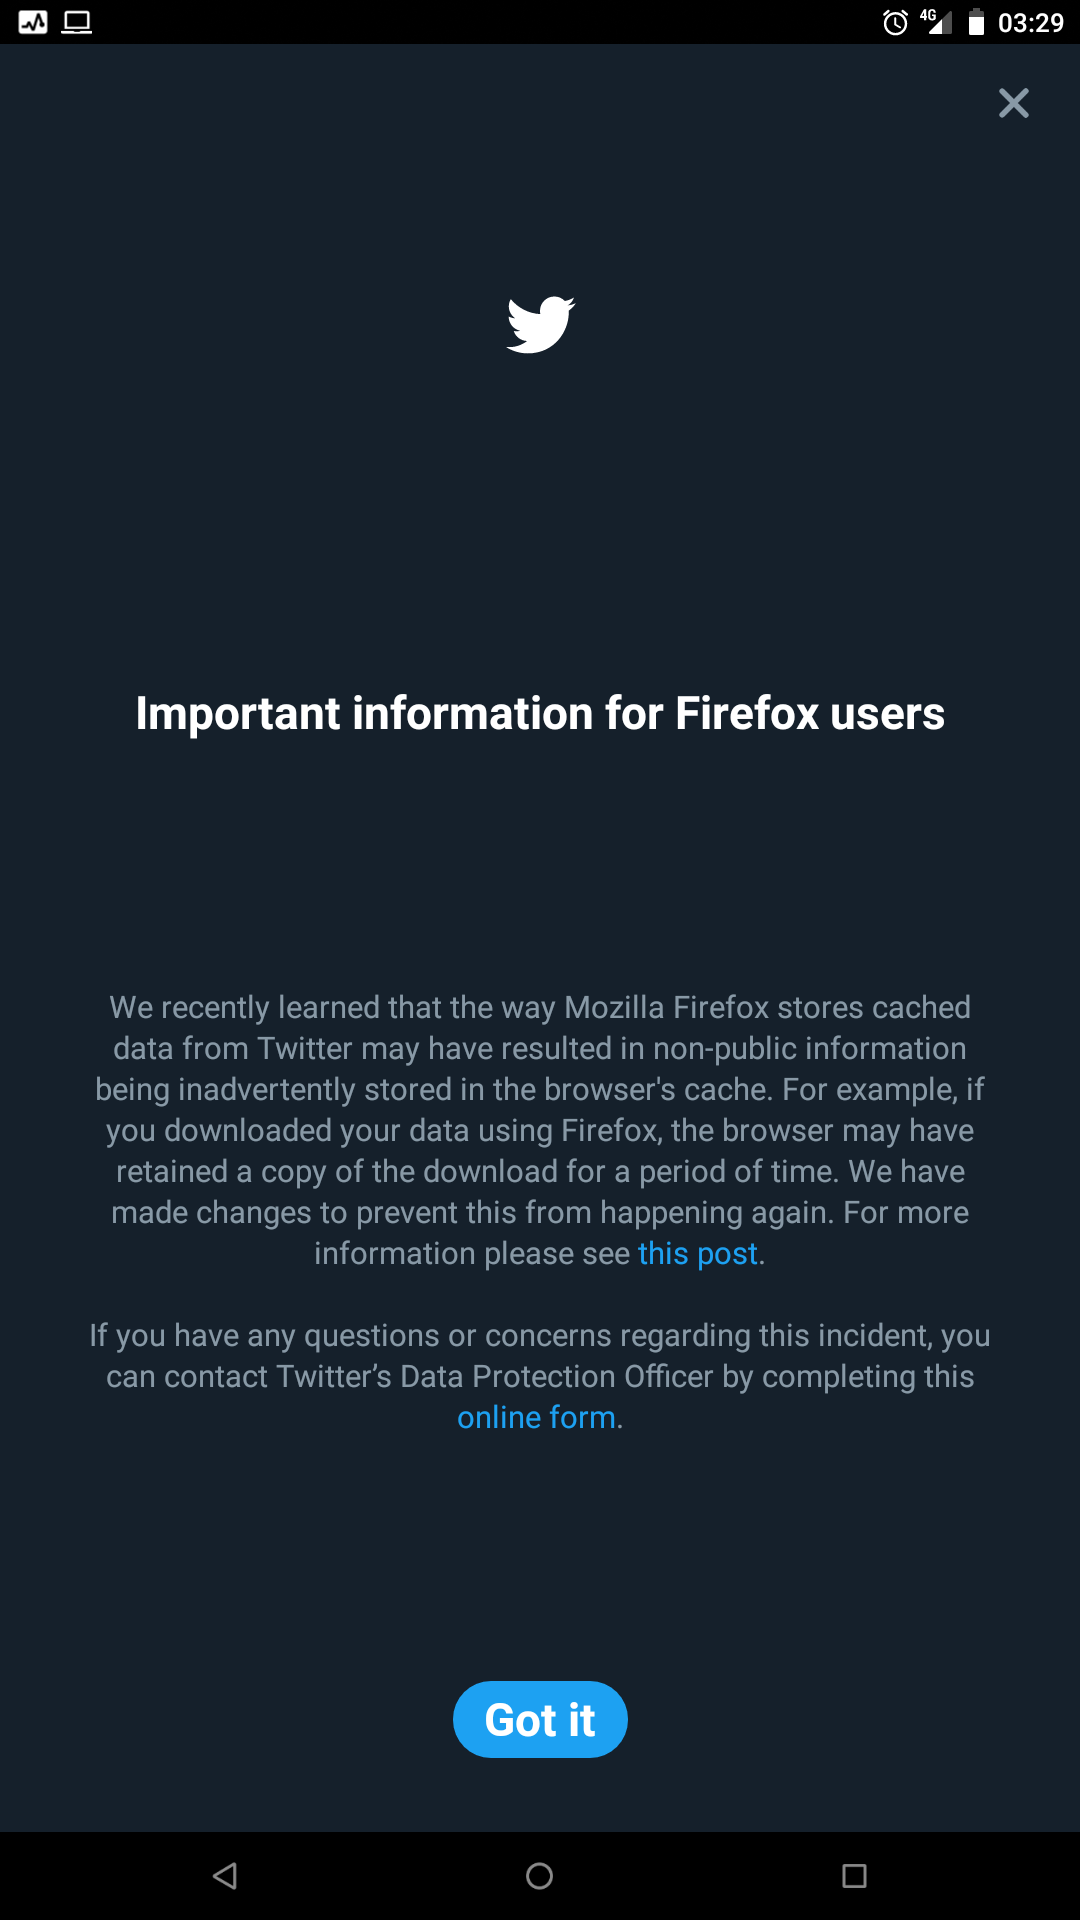 4G 03:29
Important information for Firefox users
We recently learned that the way Mozilla Firefox stores cached
data from Twitter may have resulted in non-public information
being inadvertently stored in the browser's cache. For example, if
you downloaded your data using Firefox, the browser may have
retained a copy of the download for a period of time. We have
made changes to prevent this from happening again. For more
information please see this post.
If you have any questions or concerns regarding this incident, you
can contact Twitter’s Data Protection Officer by completing this
online form.
Got it